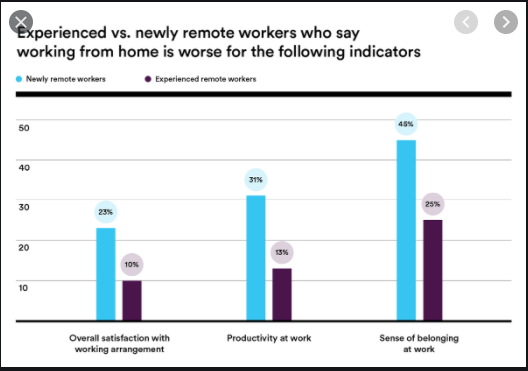 Experienced vs. newly remote workers who say
working from home is worse for the following indicators
Newly remote workers
Experienced remote workers
50
40
30
20
10
23%
10%
31%
13%
45%
25%
Overall satisfaction with
working arrangement
Productivity at work
Sense of belonging
at work